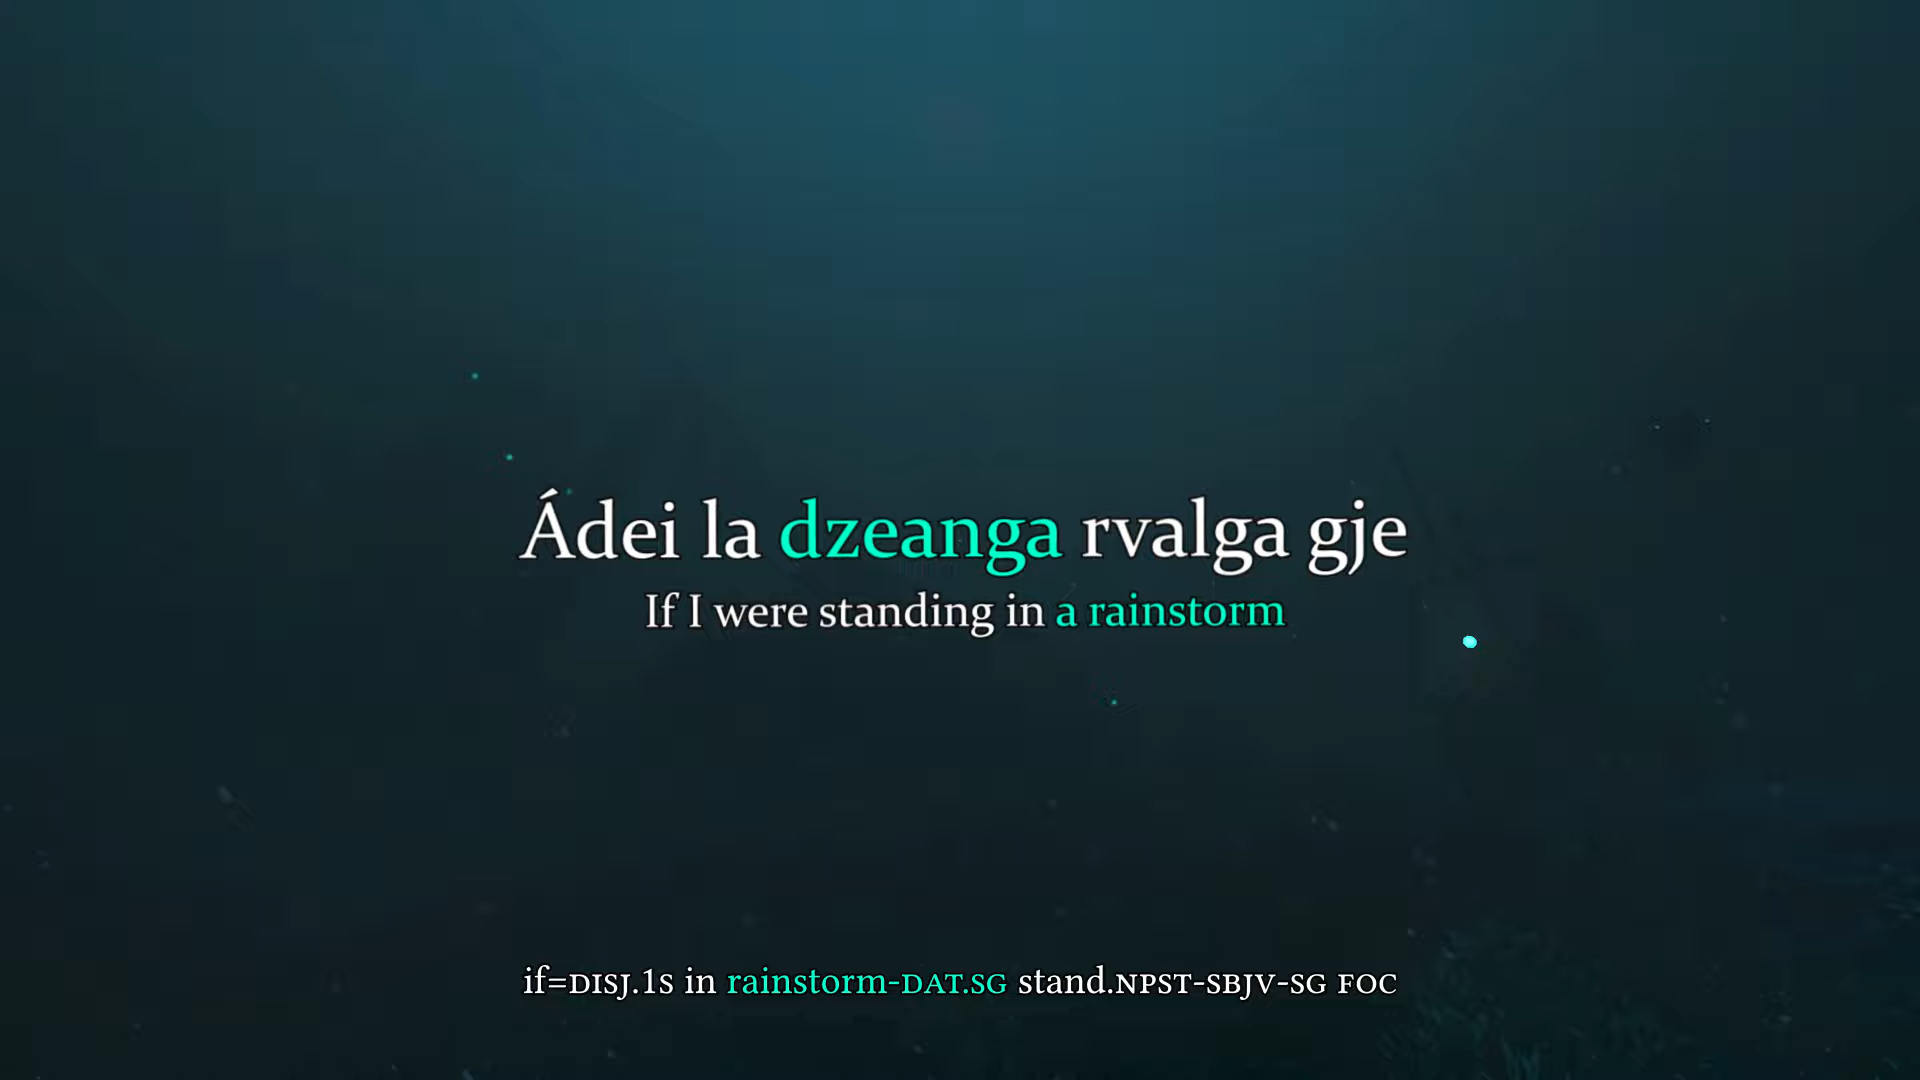 Ádei la dzeanga rvalga gje
If I were standing in a rainstorm
if=DISJ.1s in rainstorm-DAT.SG stand.NPST-SBJV-SG FOC